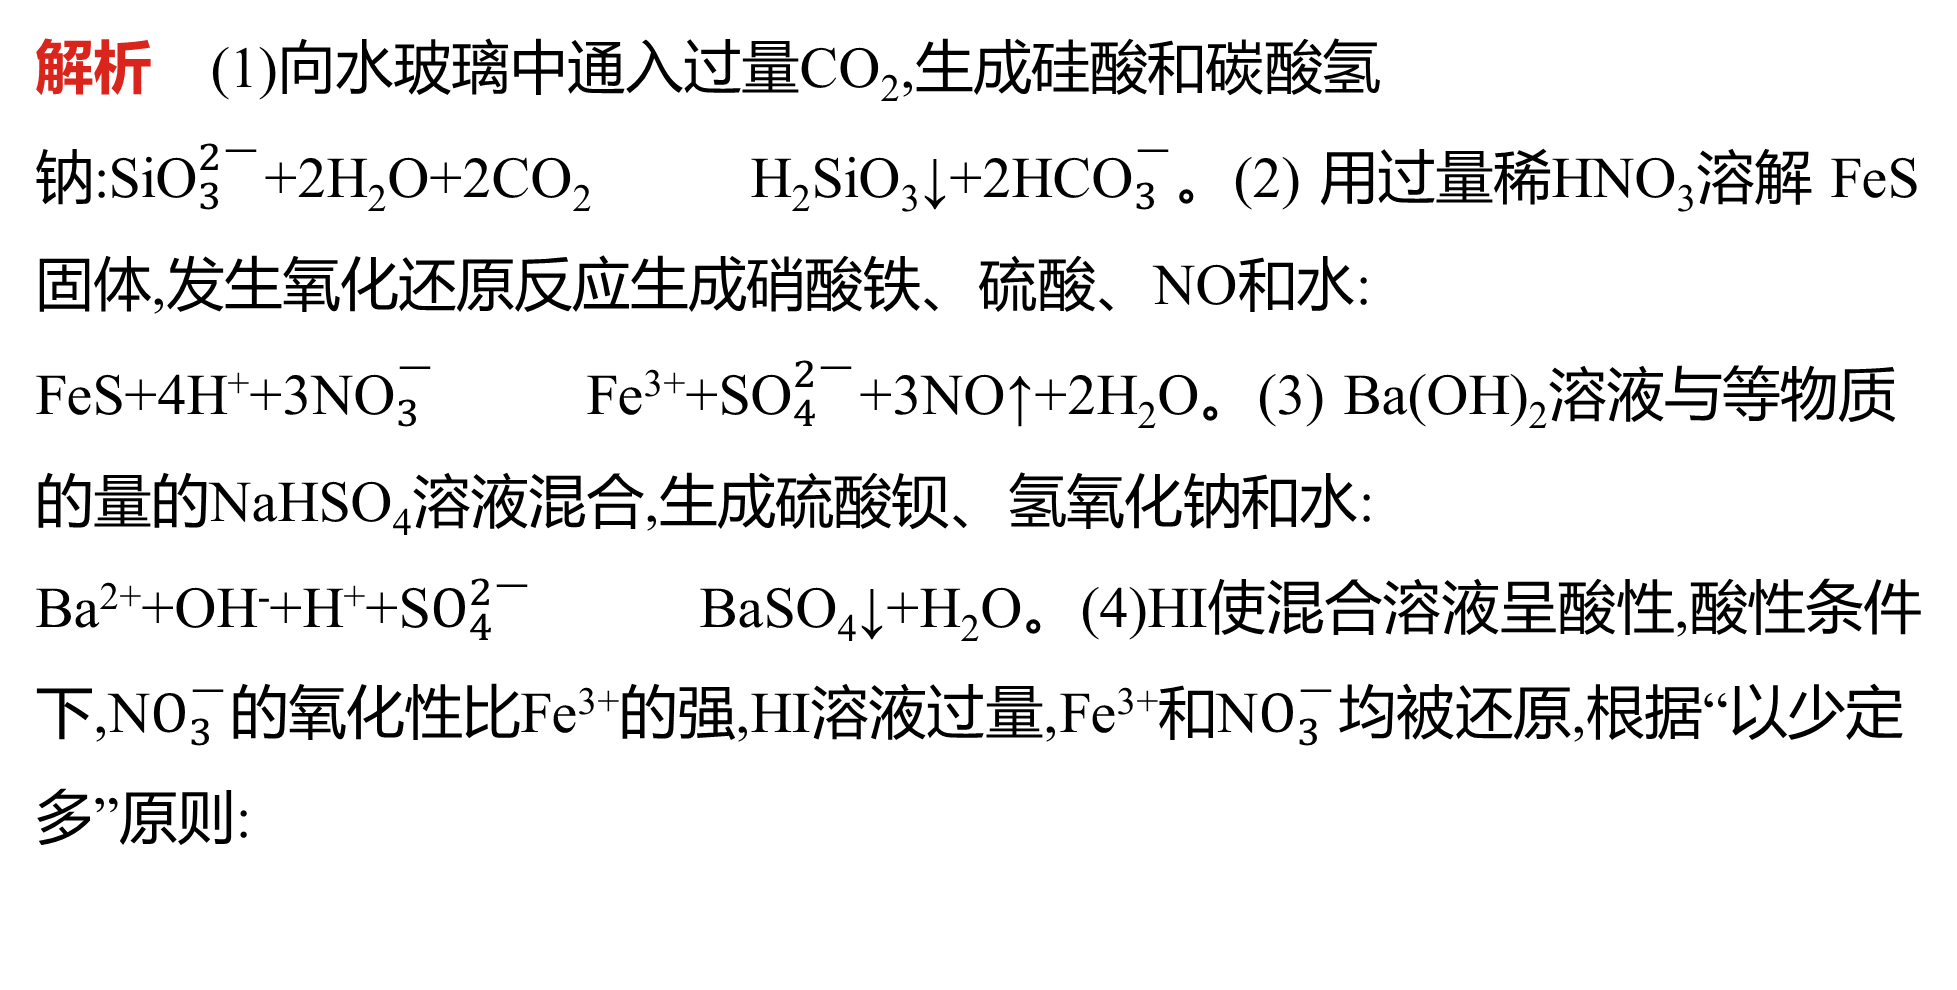 解析 (1)向水玻璃中通入过量CO₂,生成硅酸和碳酸氢
钠:SiO₃²⁻+2H₂O+2CO₂ H₂SiO₃↓+2HCO₃⁻。(2) 用过量稀HNO₃溶解 FeS
固体,发生氧化还原反应生成硝酸铁、硫酸、NO和水:
FeS+4H⁺+3NO₃⁻ Fe³⁺+SO₄²⁻+3NO↑+2H₂O。(3) Ba(OH)₂溶液与等物质
的量的NaHSO₄溶液混合,生成硫酸钡、氢氧化钠和水:
Ba²⁺+OH⁻+H⁺+SO₄²⁻ BaSO₄↓+H₂O。(4)HI使混合溶液呈酸性,酸性条件
下,NO₃⁻的氧化性比Fe³⁺的强,HI溶液过量,Fe³⁺和NO₃⁻均被还原,根据“以少定
多”原则: